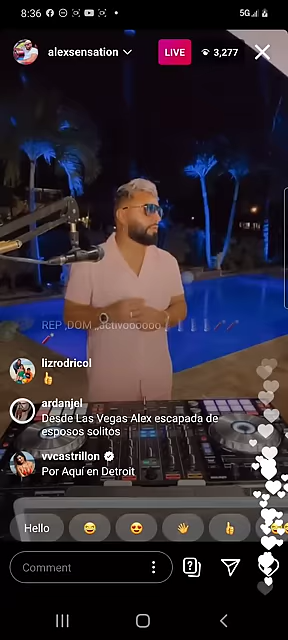 8:36
5G
alexsensation
LIVE
3,277
REP ,DOM ,,activoooooo
lizrodricol
ardanjel
Desde Las Vegas Alex escapada de
esposos solitos
vvcastrillon
Por Aquí en Detroit
Hello
Comment